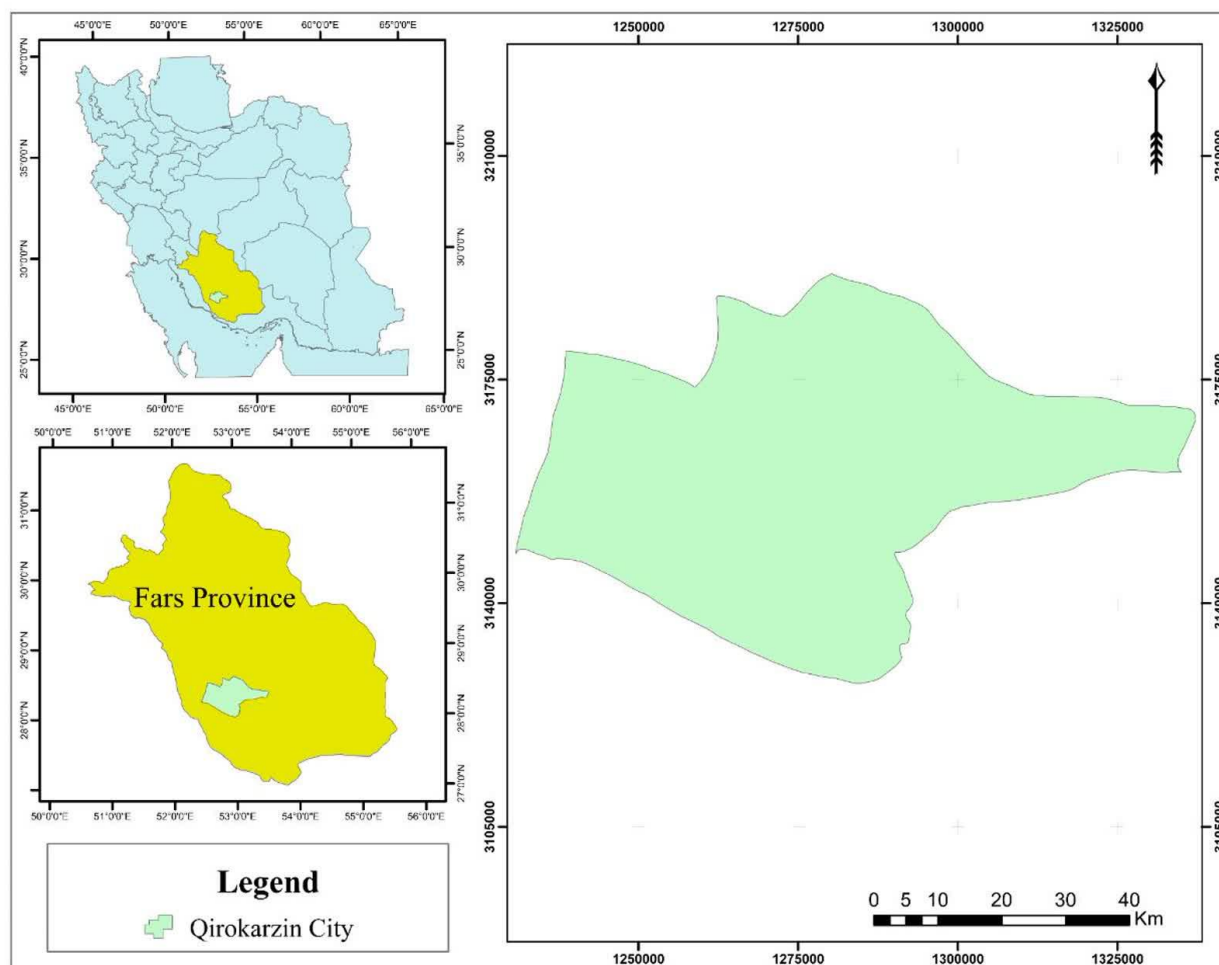 45°0'0"E 50°0'0"E 55°0'0"E 60°0'0"E 65°0'0"E
40°0'0"N
35°0'0"N
30°0'0"N
25°0'0"N
35°0'0"N
30°0'0"N
25°0'0"N
45°0'0"E 50°0'0"E 55°0'0"E 60°0'0"E 65°0'0"E
50°0'0"E 51°0'0"E 52°0'0"E 53°0'0"E 54°0'0"E 55°0'0"E 56°0'0"E
31°0'0"N
30°0'0"N
29°0'0"N
28°0'0"N
Fars Province
31°0'0"N
30°0'0"N
29°0'0"N
28°0'0"N
27°0'0"N
50°0'0"E 51°0'0"E 52°0'0"E 53°0'0"E 54°0'0"E 55°0'0"E 56°0'0"E
Legend
Qirokarzin City
1250000 1275000 1300000 1325000
3210000
3175000
3140000
3105000
3210000
3175000
3140000
3105000
0 5 10 20 30 40
Km
1250000 1275000 1300000 1325000